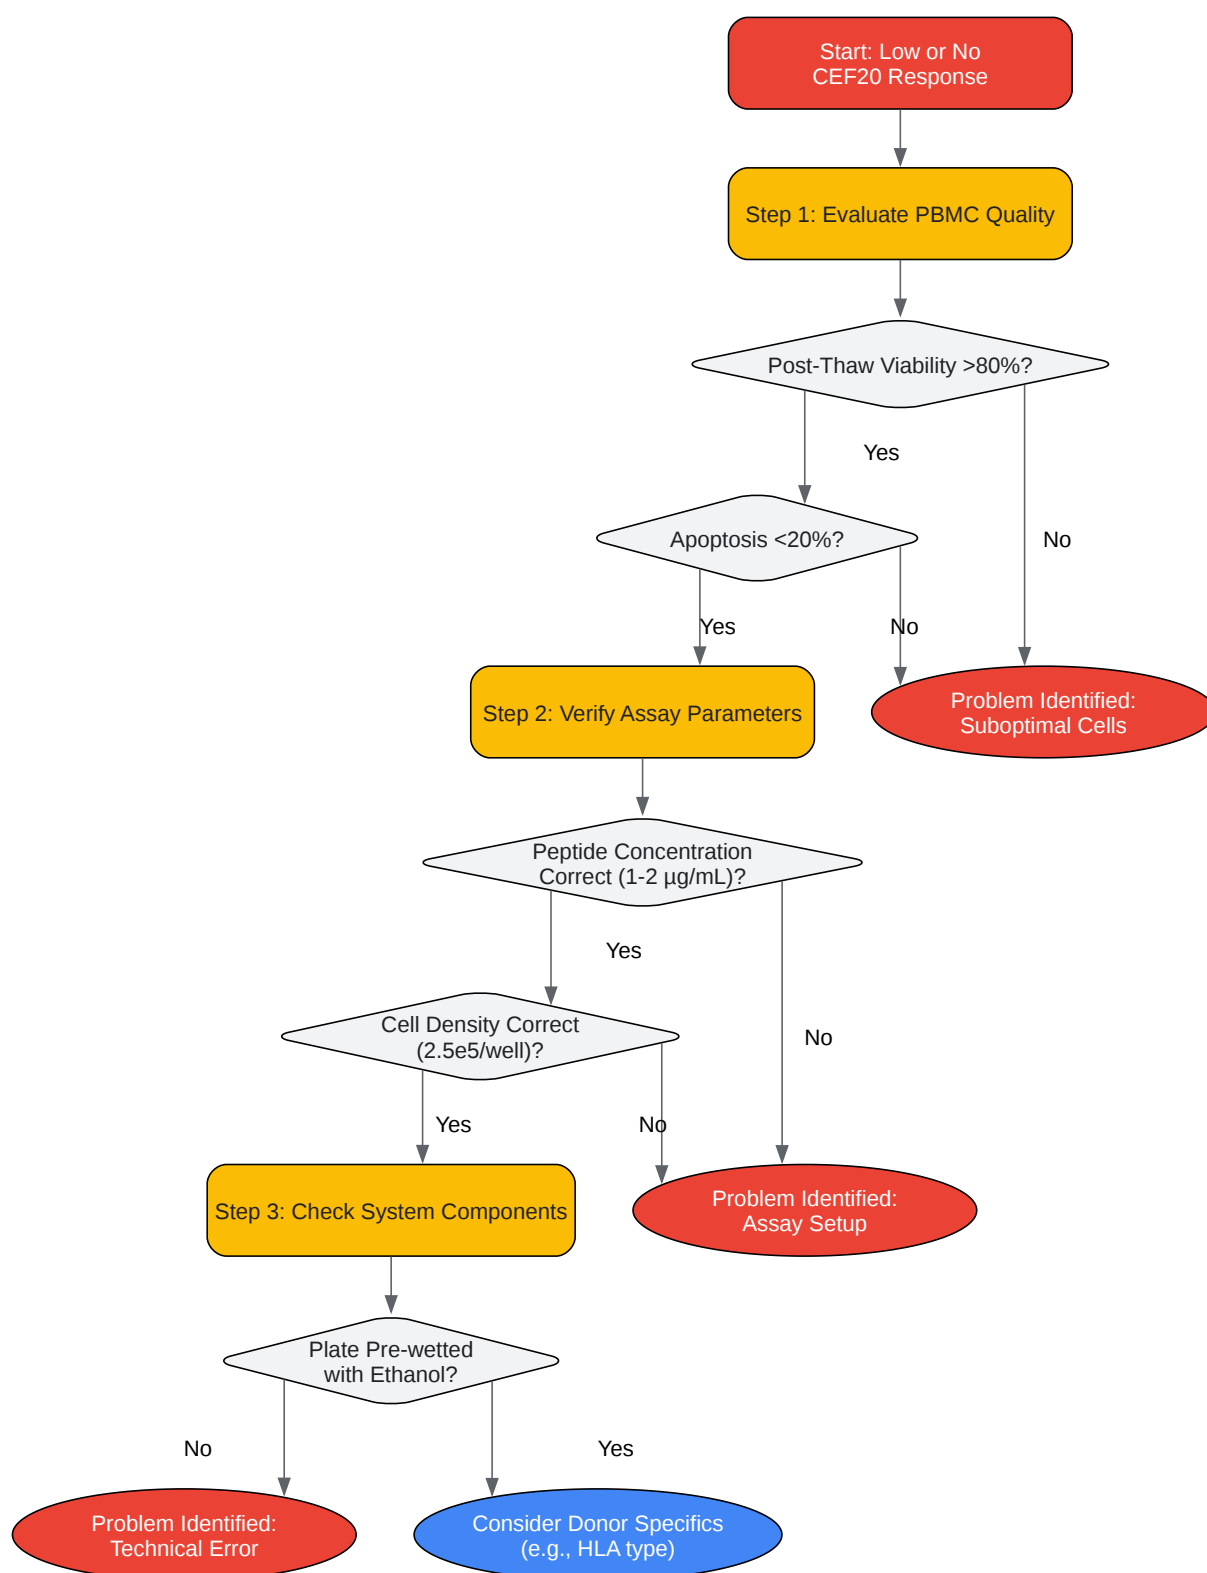 Start: Low or No
CEF20 Response
Step 1: Evaluate PBMC Quality
Post-Thaw Viability >80%?
Yes
No
Apoptosis <20%?
Yes
No
Step 2: Verify Assay Parameters
Problem Identified:
Suboptimal Cells
Peptide Concentration
Correct (1-2 µg/mL)?
Yes
No
Cell Density Correct
(2.5e5/well)?
Yes
No
Step 3: Check System Components
Problem Identified:
Assay Setup
Plate Pre-wetted
with Ethanol?
No
Yes
Problem Identified:
Technical Error
Consider Donor Specifics
(e.g., HLA type)